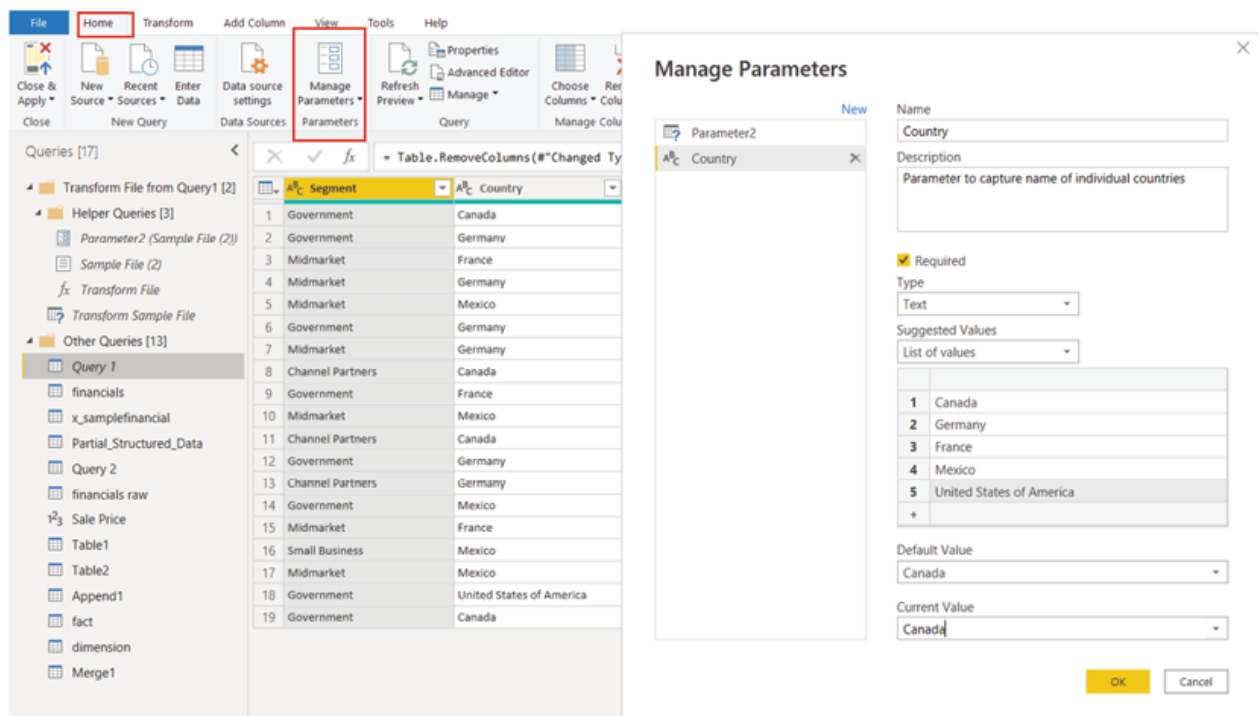 File Home Transform Add Column View Tools Help
Close & Apply New Source Recent Sources Enter Data Data source settings Manage Parameters Refresh Preview Properties Advanced Editor Manage Choose Columns
Close New Query Data Sources Parameters Query Manage Colu
Queries [17]
Transform File from Query1 [2]
Helper Queries [3]
Parameter2 (Sample File (2))
Sample File (2)
fx Transform File
Transform Sample File
Other Queries [13]
Query 1
financials
x_samplefinancial
Partial_Structured_Data
Query 2
financials raw
123 Sale Price
Table1
Table2
Append1
fact
dimension
Merge1
fx = Table.RemoveColumns(#"Changed Ty
ABC Segment ABC Country
1 Government Canada
2 Government Germany
3 Midmarket France
4 Midmarket Germany
5 Midmarket Mexico
6 Government Germany
7 Midmarket Germany
8 Channel Partners Canada
9 Government France
10 Midmarket Mexico
11 Channel Partners Canada
12 Government Germany
13 Channel Partners Germany
14 Government Mexico
15 Midmarket France
16 Small Business Mexico
17 Midmarket Mexico
18 Government United States of America
19 Government Canada
Manage Parameters
New
Parameter2
ABC Country
Name
Country
Description
Parameter to capture name of individual countries
Required
Type
Text
Suggested Values
List of values
1 Canada
2 Germany
3 France
4 Mexico
5 United States of America
+
Default Value
Canada
Current Value
Canada
OK Cancel